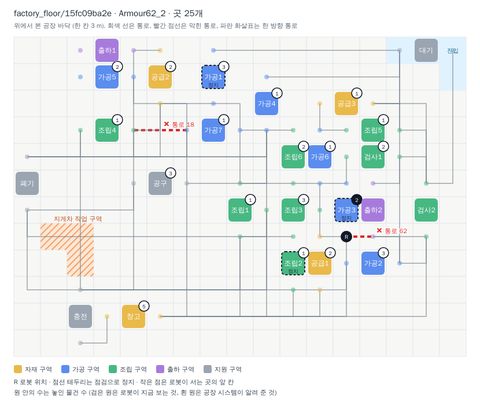 factory_floor/15fc09ba2e · Armour62_2 · 곳 25개
위에서 본 공장 바닥 (한 칸 3 m). 회색 선은 통로, 빨간 점선은 막힌 통로, 파란 화살표는 한 방향 통로
출하1
대기
진입
2
가공5
2
공급2
3
가공1
1
가공4
3
공급3
1
조립4
✕ 통로 18
1
가공7
1
조립5
2
조립6
1
가공6
2
검사1
폐기
3
공구
1
조립1
3
조립3
2
가공3
출하2
검사2
지게차 작업 구역
R
✕ 통로 62
1
조립2
2
공급1
3
가공2
충전
5
창고
자재 구역
가공 구역
조립 구역
출하 구역
지원 구역
R 로봇 위치 · 점선 테두리는 점검으로 정지 · 작은 점은 로봇이 서는 곳의 앞 칸
원 안의 수는 놓인 물건 수 (검은 원은 로봇이 지금 보는 것, 흰 원은 공장 시스템이 알려 준 것)